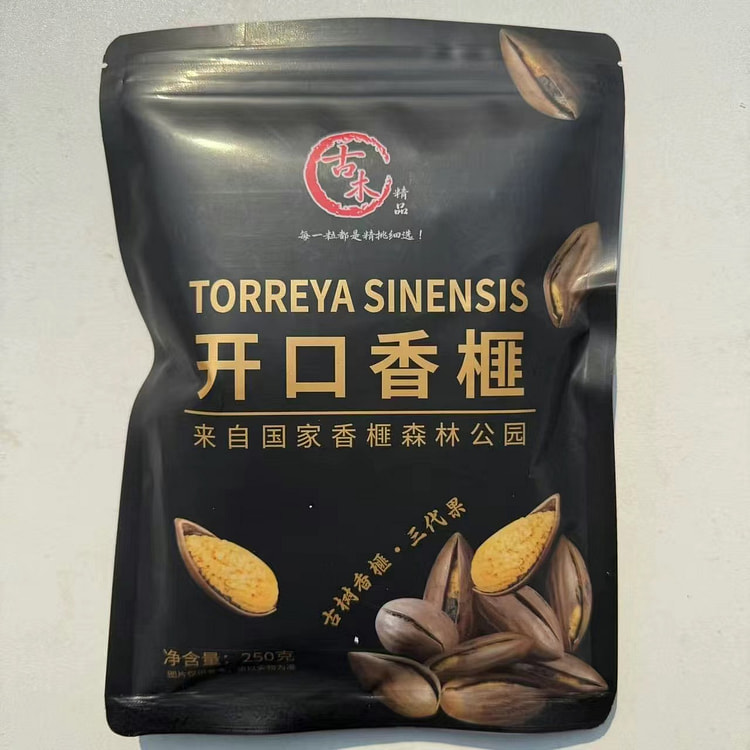 古木
精品
每一粒都是精挑细选！
TORREYA SINENSIS
开口香榧
来自国家香榧森林公园
古树香榧·三代果
净含量：250克